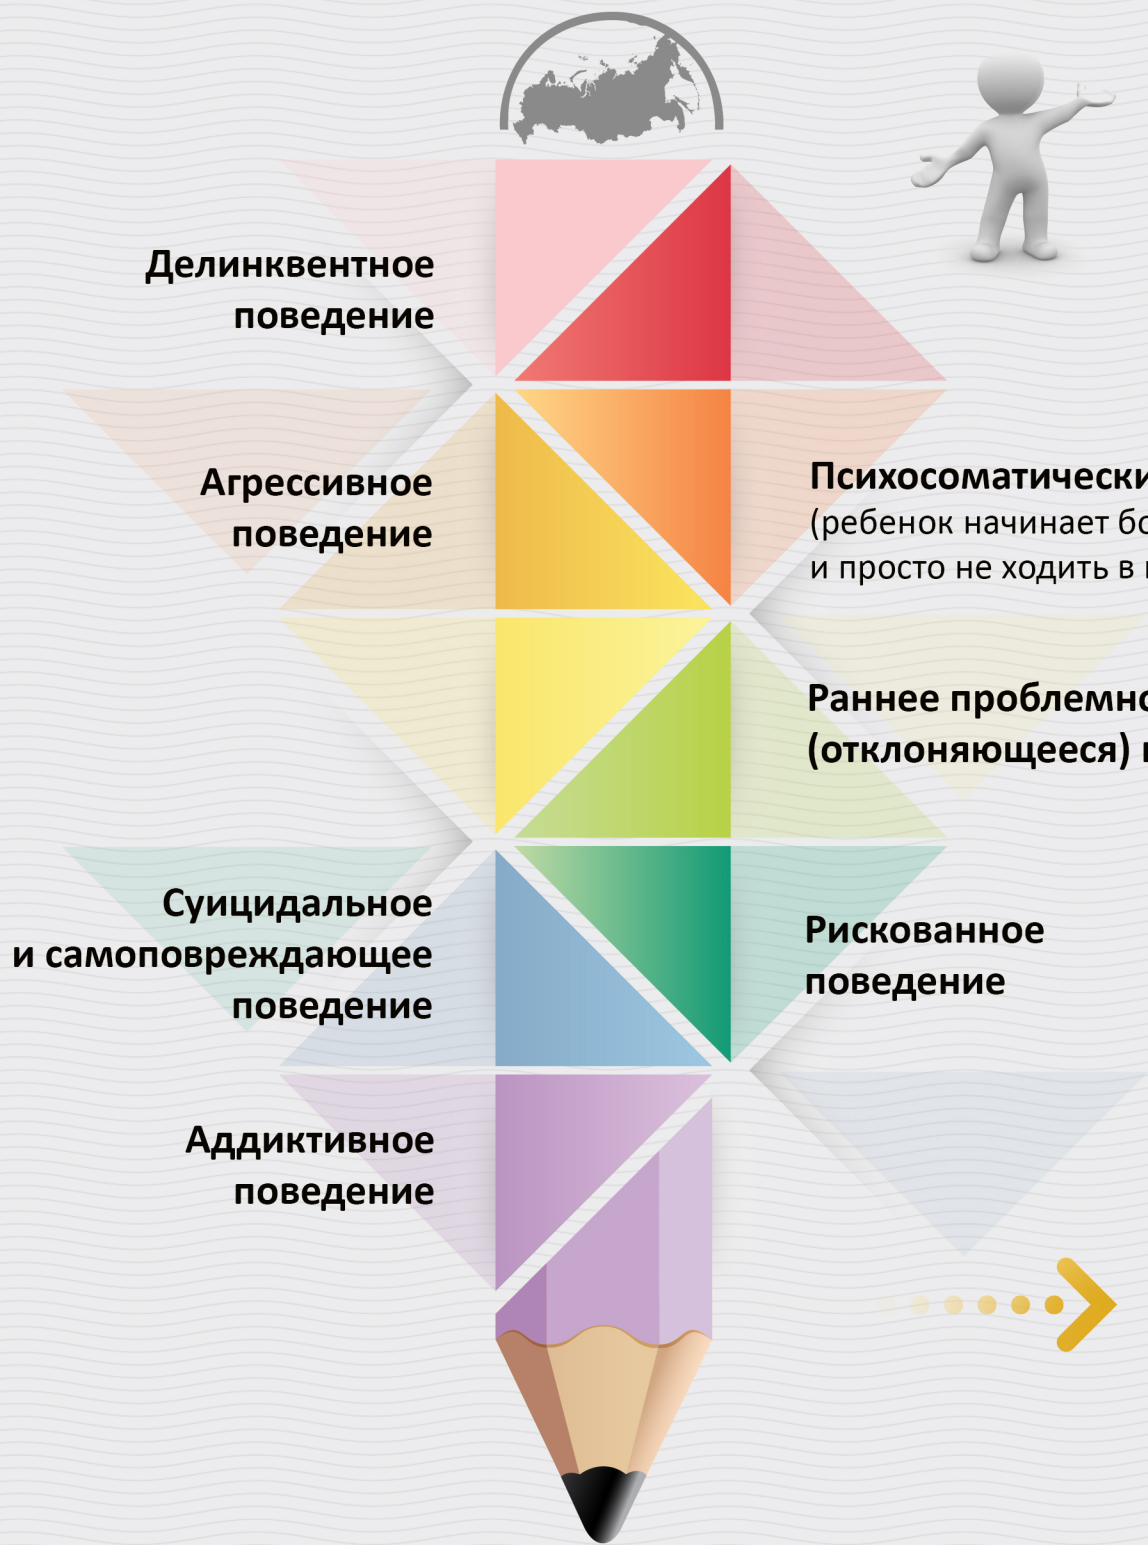 Делинквентное
поведение
Агрессивное
поведение
Суицидальное
и самоповреждающее
поведение
Аддиктивное
поведение
Психосоматически
(ребенок начинает бо
и просто не ходить в
Раннее проблемно
(отклоняющееся)
Рискованное
поведение